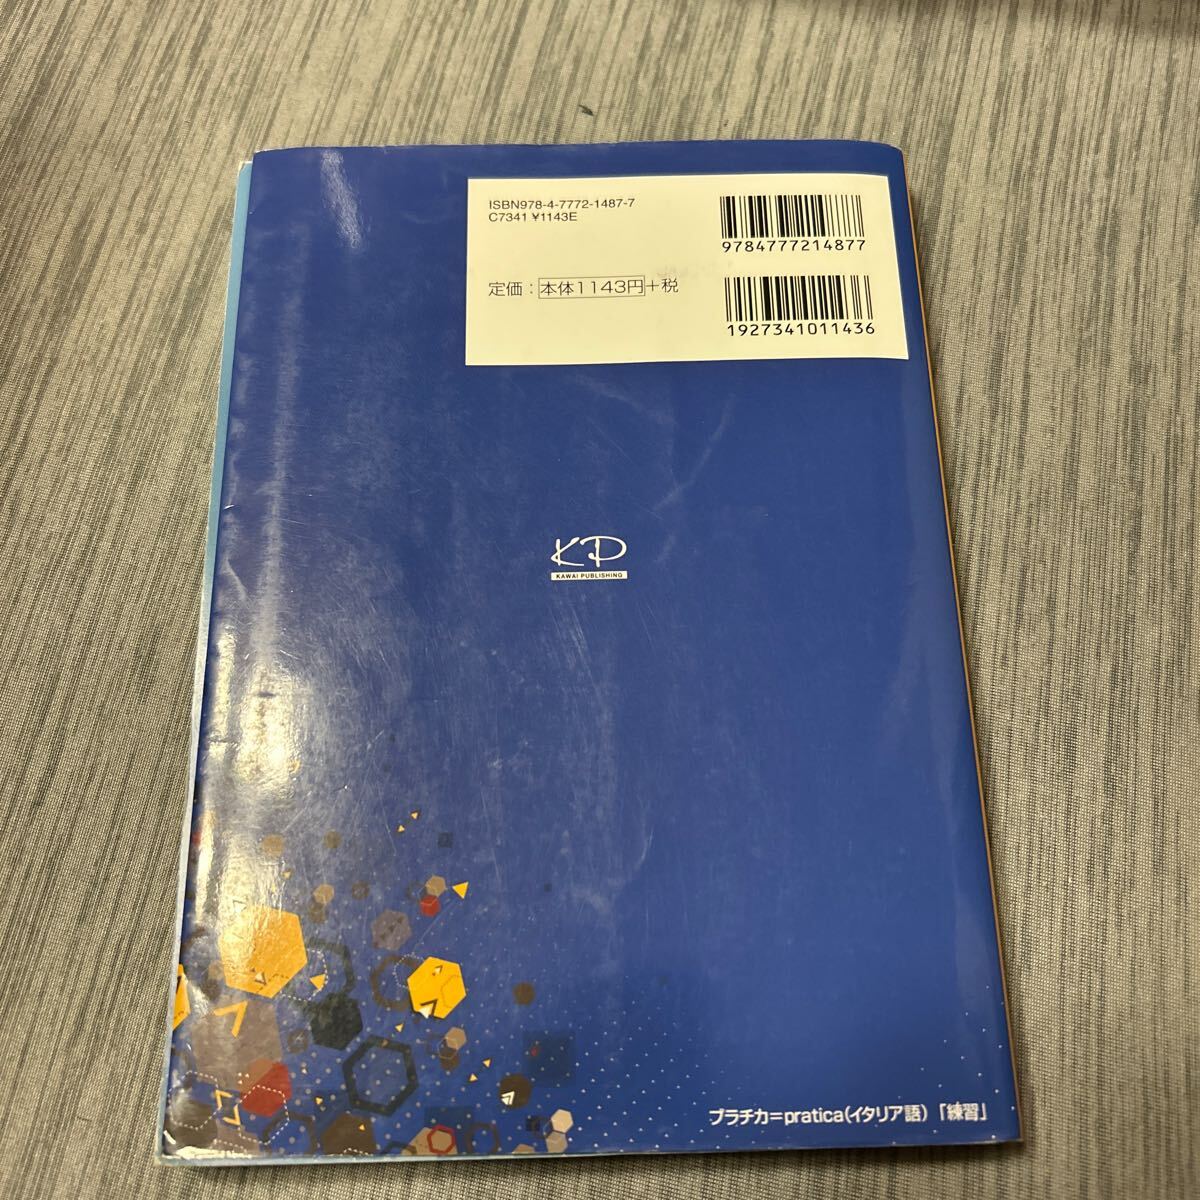 ISBN978-4-7772-1487-7
C7341 ¥1143E
9784777214877
定価：本体1143円+税
1927341011436
KP
KAWAI PUBLISHING
プラチカ=pratica(イタリア語)「練習」